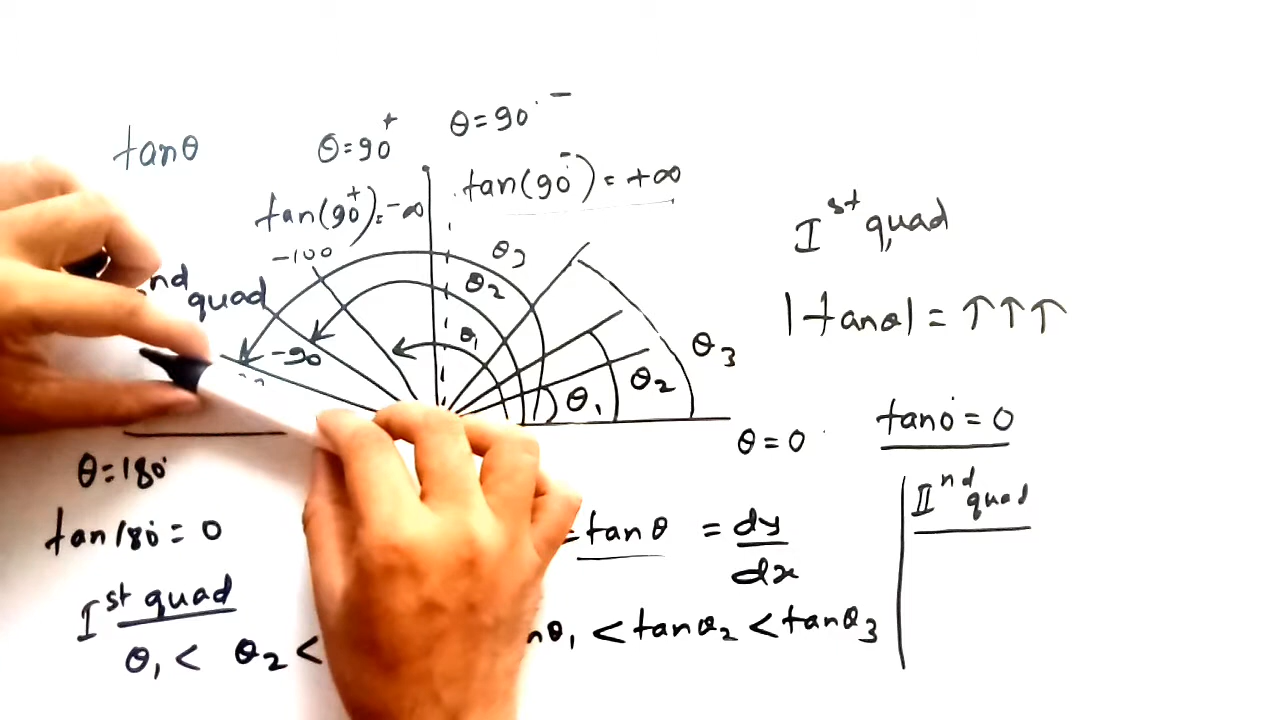 tanθ
θ=90⁺
θ=90°⁻
tan(90⁺)=-∞
tan(90⁻)=+∞
-100
nd quad
-90
θ₃
θ₂
θ₁
θ₁
θ₂
θ₃
θ=0
θ=180°
tan180°=0
Iˢᵗ quad
θ₁ < θ₂ <
=tanθ = dy/dx
nθ₁ < tanθ₂ < tanθ₃
Iˢᵗ quad
|tanθ| = ↑↑↑
tan0°=0
IIⁿᵈ quad